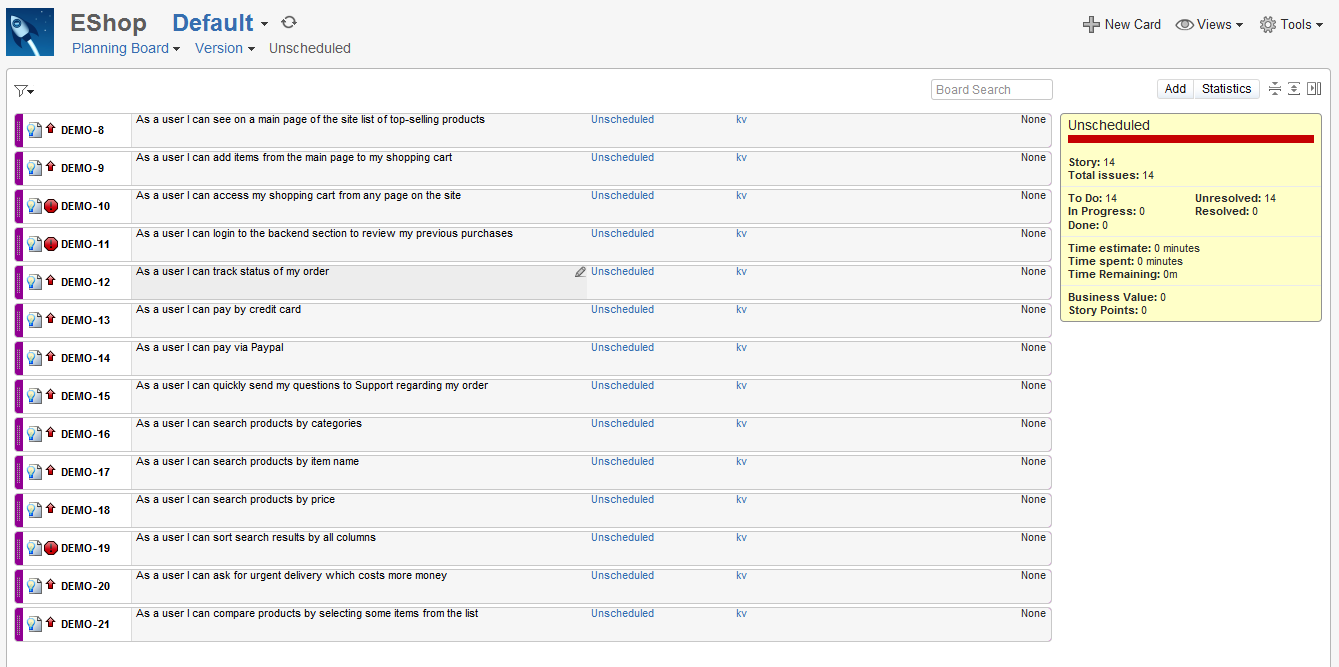 EShop Default
Planning Board Version Unscheduled
New Card Views Tools
Board Search
Add Statistics
DEMO-8 As a user I can see on a main page of the site list of top-selling products Unscheduled kv None
DEMO-9 As a user I can add items from the main page to my shopping cart Unscheduled kv None
DEMO-10 As a user I can access my shopping cart from any page on the site Unscheduled kv None
DEMO-11 As a user I can login to the backend section to review my previous purchases Unscheduled kv None
DEMO-12 As a user I can track status of my order Unscheduled kv None
DEMO-13 As a user I can pay by credit card Unscheduled kv None
DEMO-14 As a user I can pay via Paypal Unscheduled kv None
DEMO-15 As a user I can quickly send my questions to Support regarding my order Unscheduled kv None
DEMO-16 As a user I can search products by categories Unscheduled kv None
DEMO-17 As a user I can search products by item name Unscheduled kv None
DEMO-18 As a user I can search products by price Unscheduled kv None
DEMO-19 As a user I can sort search results by all columns Unscheduled kv None
DEMO-20 As a user I can ask for urgent delivery which costs more money Unscheduled kv None
DEMO-21 As a user I can compare products by selecting some items from the list Unscheduled kv None
Unscheduled
Story: 14
Total issues: 14
To Do: 14 Unresolved: 14
In Progress: 0 Resolved: 0
Done: 0
Time estimate: 0 minutes
Time spent: 0 minutes
Time Remaining: 0m
Business Value: 0
Story Points: 0